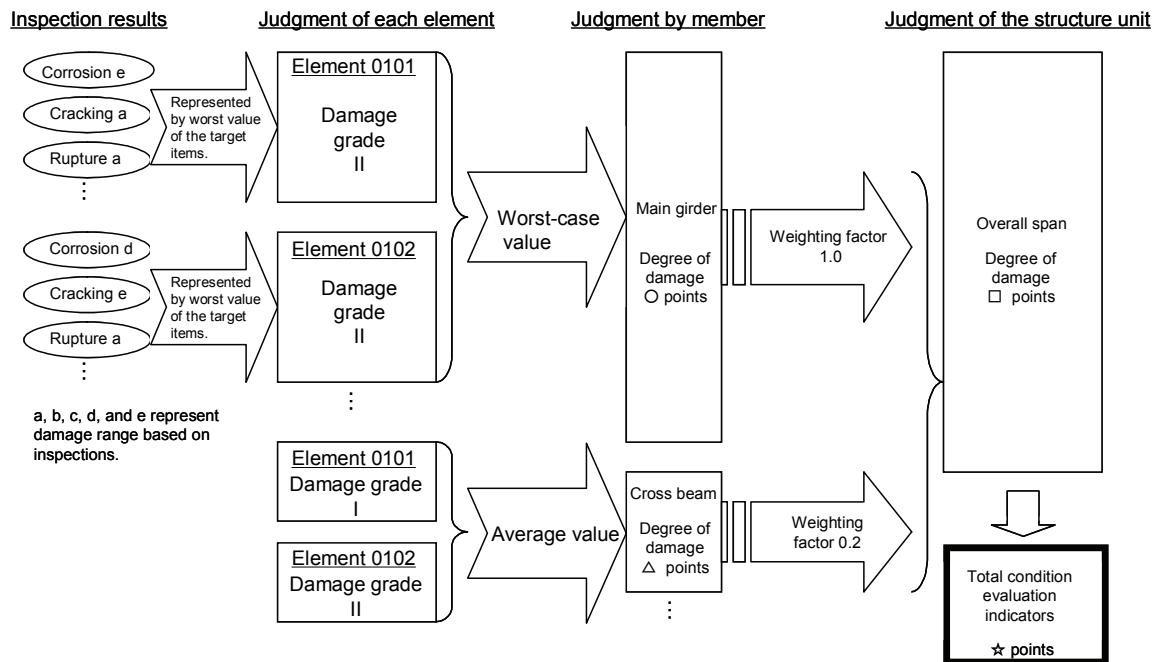 Inspection results
Judgment of each element
Judgment by member
Judgment of the structure unit
Corrosion e
Cracking a
Rupture a
⋮
Represented
by worst value
of the target
items.
Element 0101
Damage
grade
II
Corrosion d
Cracking e
Rupture a
⋮
Represented
by worst value
of the target
items.
Element 0102
Damage
grade
II
⋮
a, b, c, d, and e represent
damage range based on
inspections.
Worst-case
value
Main girder
Degree of
damage
○ points
Weighting factor
1.0
Overall span
Degree of
damage
□ points
Element 0101
Damage grade
I
Element 0102
Damage grade
II
Average value
Cross beam
Degree of
damage
△ points
⋮
Weighting
factor 0.2
Total condition
evaluation
indicators
☆ points